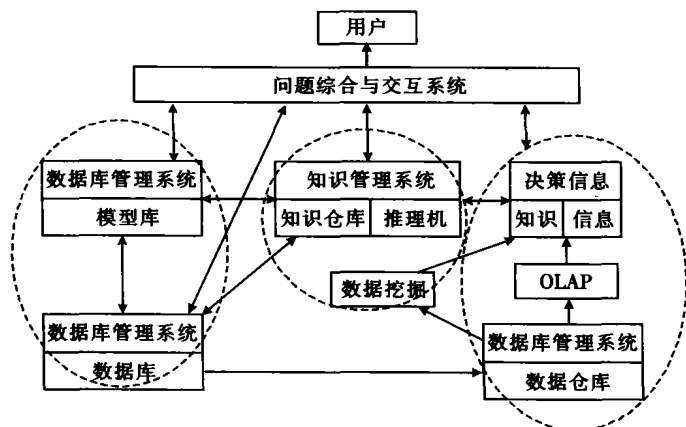 用户
问题综合与交互系统
数据库管理系统
模型库
知识管理系统
知识仓库 推理机
决策信息
知识 信息
数据挖掘
OLAP
数据库管理系统
数据库
数据库管理系统
数据仓库